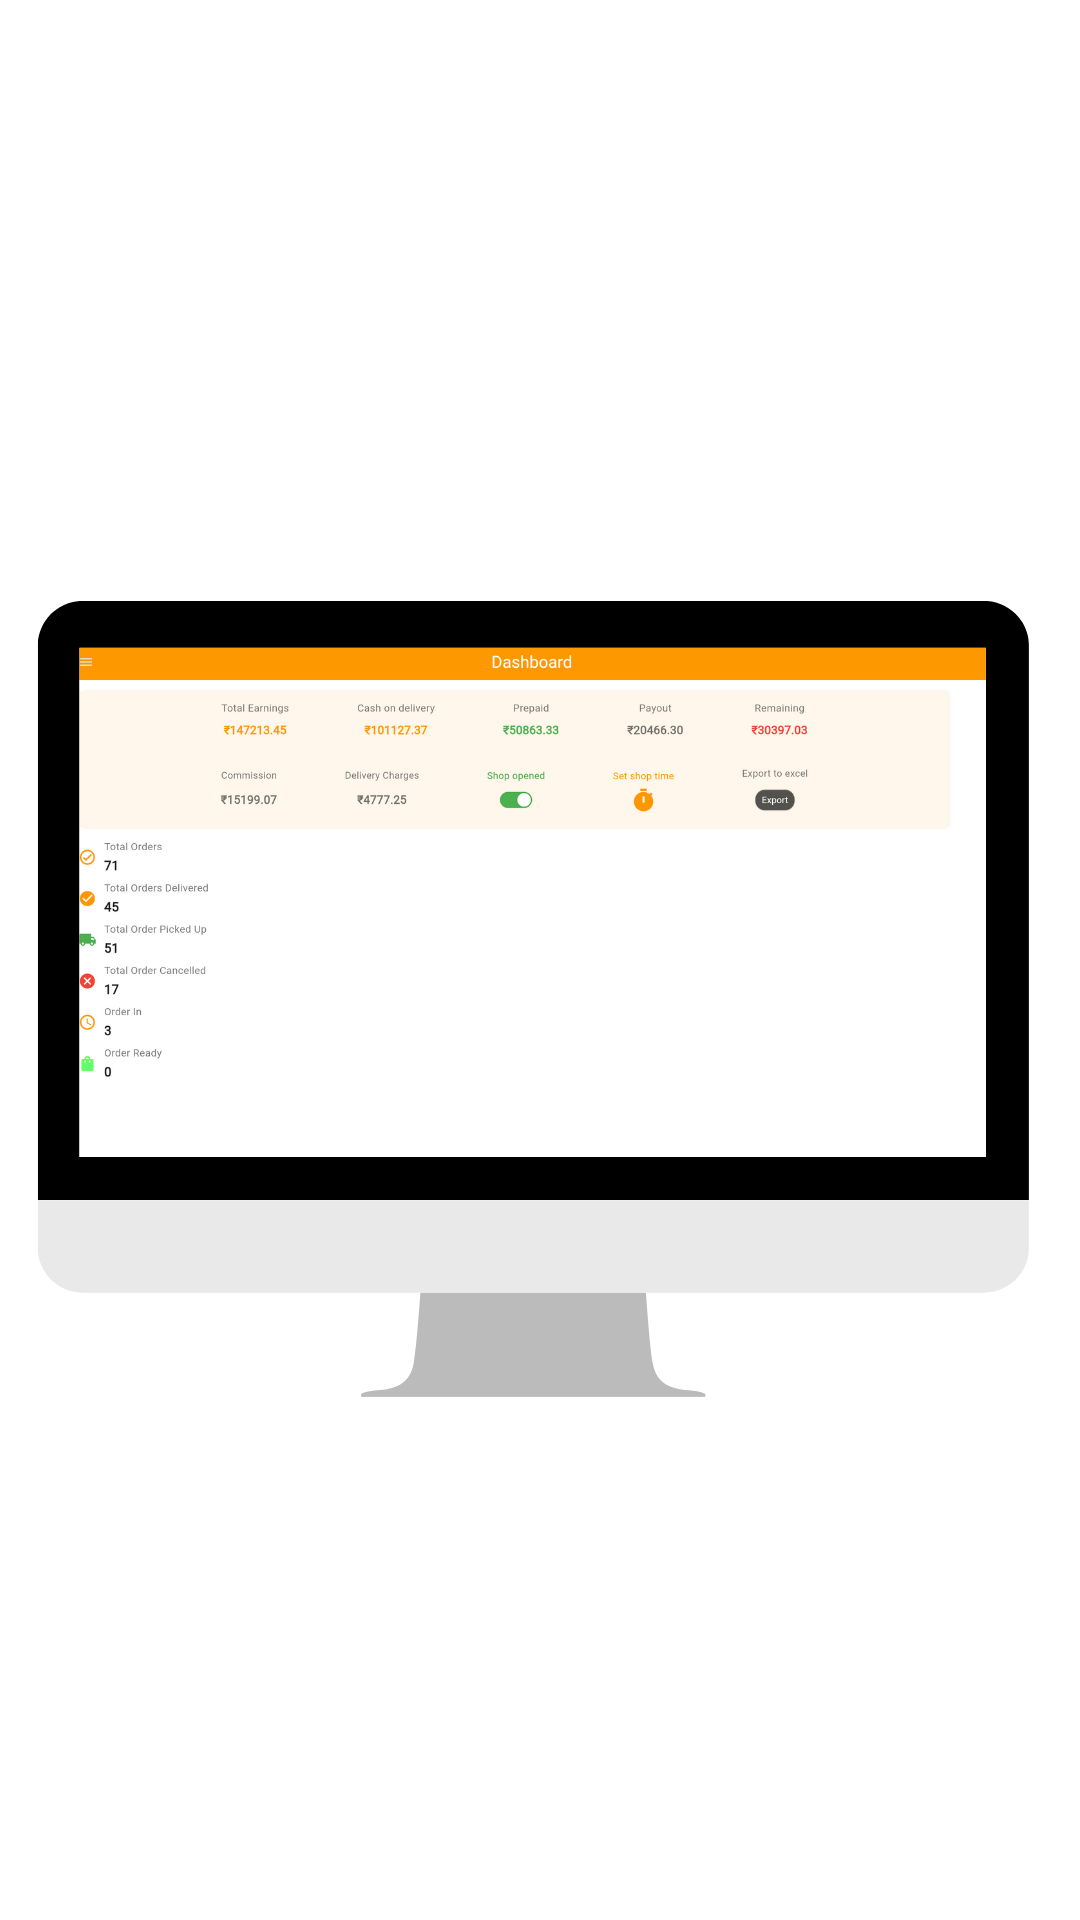 Dashboard
Total Earnings Cash on delivery Prepaid Payout Remaining
₹147213.45 ₹101127.37 ₹50863.33 ₹20466.30 ₹30397.03
Commission Delivery Charges Shop opened Set shop time Export to excel
₹15199.07 ₹4777.25 Export
Total Orders
71
Total Orders Delivered
45
Total Order Picked Up
51
Total Order Cancelled
17
Order In
3
Order Ready
0